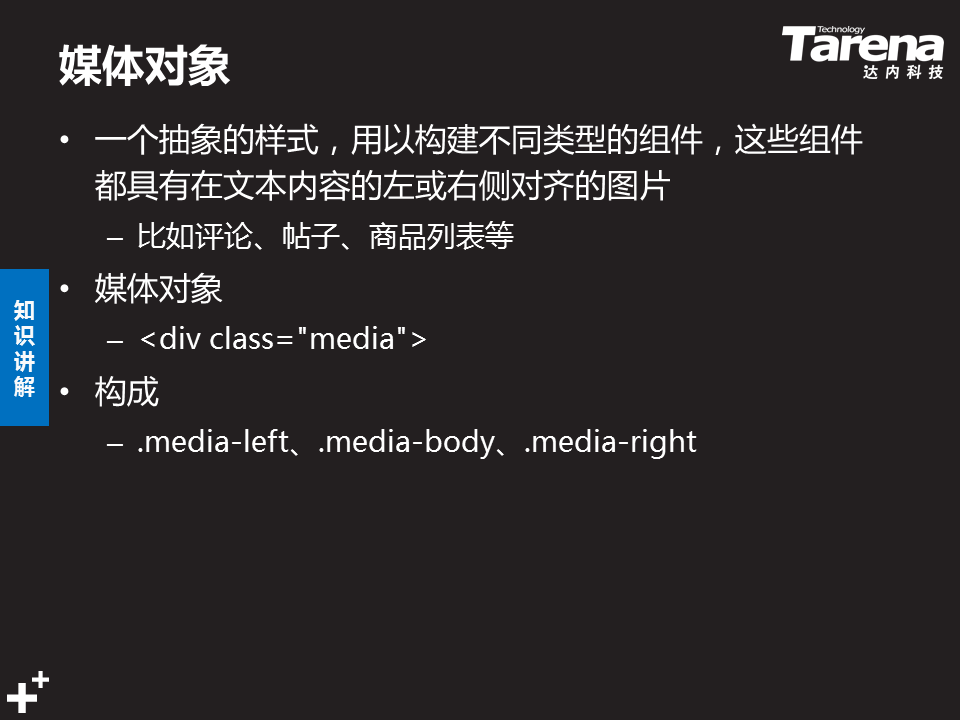 媒体对象
Technology
Tarena
达内科技
• 一个抽象的样式，用以构建不同类型的组件，这些组件
都具有在文本内容的左或右侧对齐的图片
– 比如评论、帖子、商品列表等
• 媒体对象
– <div class="media">
• 构成
– .media-left、.media-body、.media-right
知识讲解